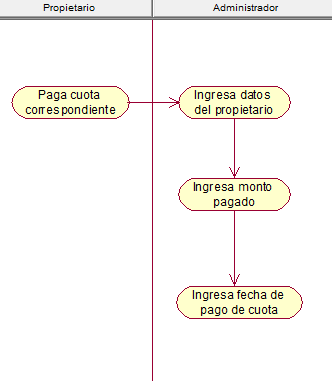 Propietario
Administrador
Paga cuota
correspondiente
Ingresa datos
del propietario
Ingresa monto
pagado
Ingresa fecha de
pago de cuota